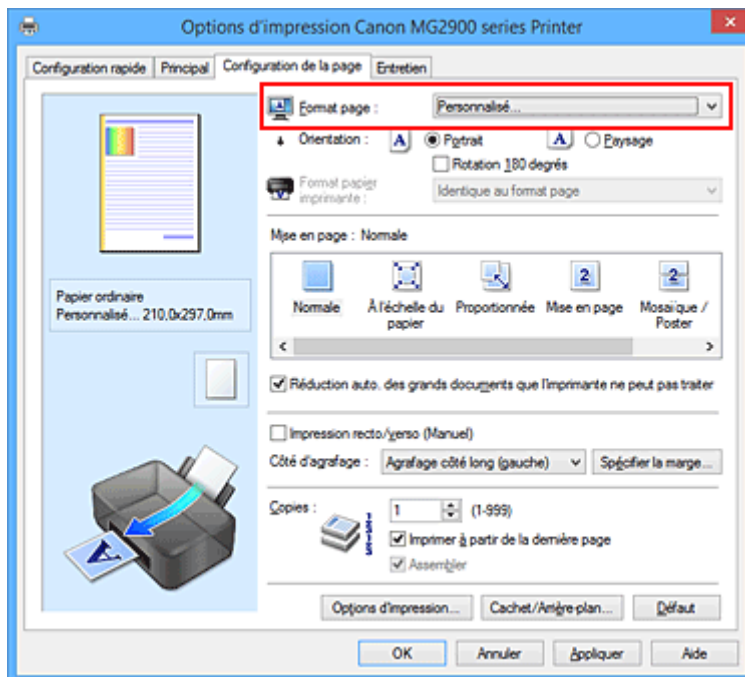 Options d'impression Canon MG2900 series Printer
Configuration rapide Principal Configuration de la page Entretien
Format page : Personnalisé...
Orientation : A Portrait A Paysage
Rotation 180 degrés
Format papier imprimante : Identique au format page
Mise en page : Normale
Normale À l'échelle du papier Proportionnée Mise en page Mosaïque / Poster
Papier ordinaire
Personnalisé... 210,0x297,0mm
Réduction auto. des grands documents que l'imprimante ne peut pas traiter
Impression recto/verso (Manuel)
Côté d'agrafage : Agrafage côté long (gauche) Spécifier la marge...
Copies : 1 (1-999)
Imprimer à partir de la dernière page
Assembler
Options d'impression... Cachet/Arrière-plan... Défaut
OK Annuler Appliquer Aide